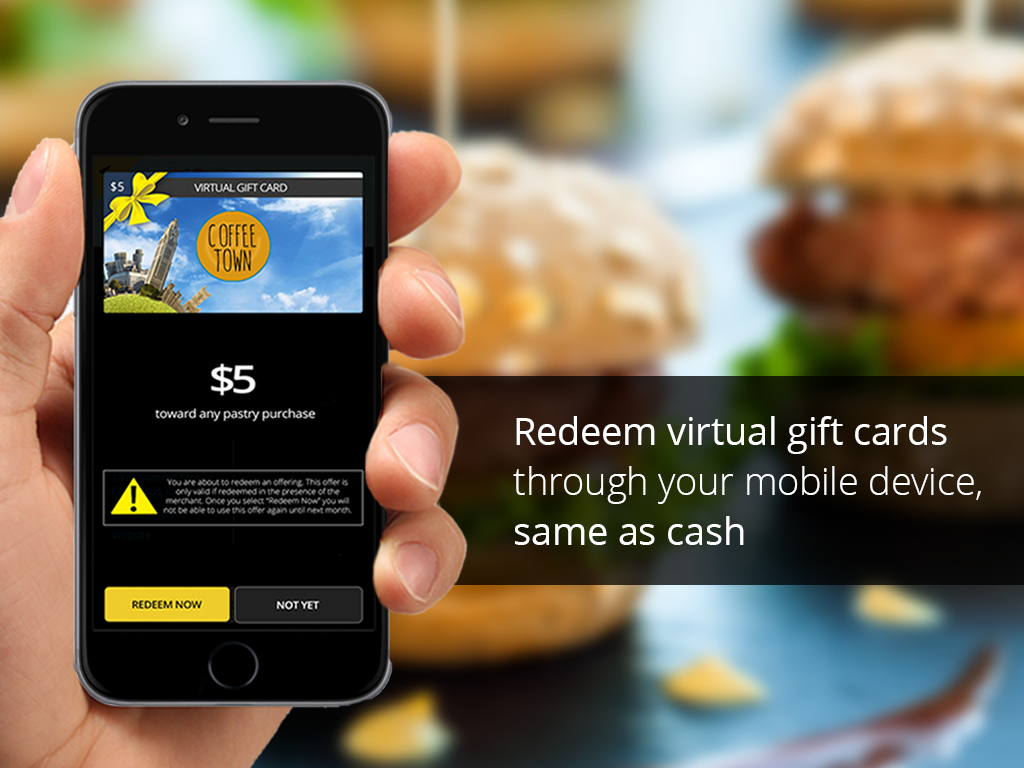 $5
VIRTUAL GIFT CARD
COFFEE
TOWN
$5
toward any pastry purchase
You are about to redeem an offering. This offer is
only valid if redeemed in the presence of the
merchant. Once you select "Redeem Now" you will
not be able to use this offer again until next month.
REDEEM NOW
NOT YET
Redeem virtual gift cards
through your mobile device,
same as cash